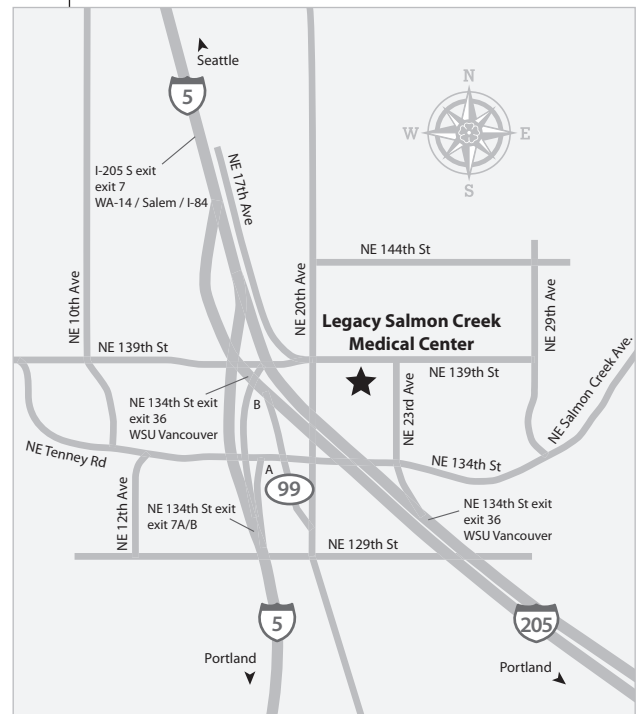 Seattle
5
N
W
E
S
I-205 S exit
exit 7
WA-14 / Salem / I-84
NE 17th Ave
NE 144th St
NE 10th Ave
NE 20th Ave
NE 29th Ave
Legacy Salmon Creek
Medical Center
NE 139th St
NE 139th St
NE 23rd Ave
NE Salmon Creek Ave.
NE 134th St exit
exit 36
WSU Vancouver
B
NE Tenney Rd
A
NE 134th St
99
NE 12th Ave
NE 134th St exit
exit 7A/B
NE 134th St exit
exit 36
WSU Vancouver
NE 129th St
5
205
Portland
Portland